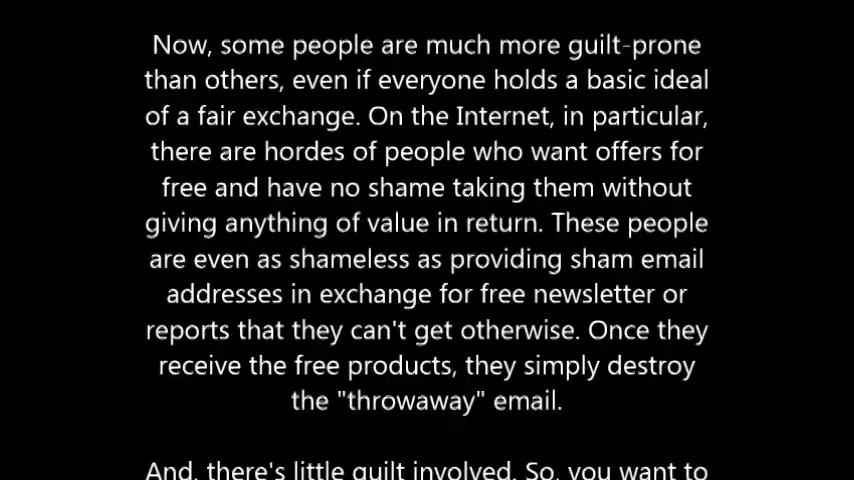 Now, some people are much more guilt-prone
than others, even if everyone holds a basic ideal
of a fair exchange. On the Internet, in particular,
there are hordes of people who want offers for
free and have no shame taking them without
giving anything of value in return. These people
are even as shameless as providing sham email
addresses in exchange for free newsletter or
reports that they can't get otherwise. Once they
receive the free products, they simply destroy
the "throwaway" email.
And, there's little guilt involved. So, you want to